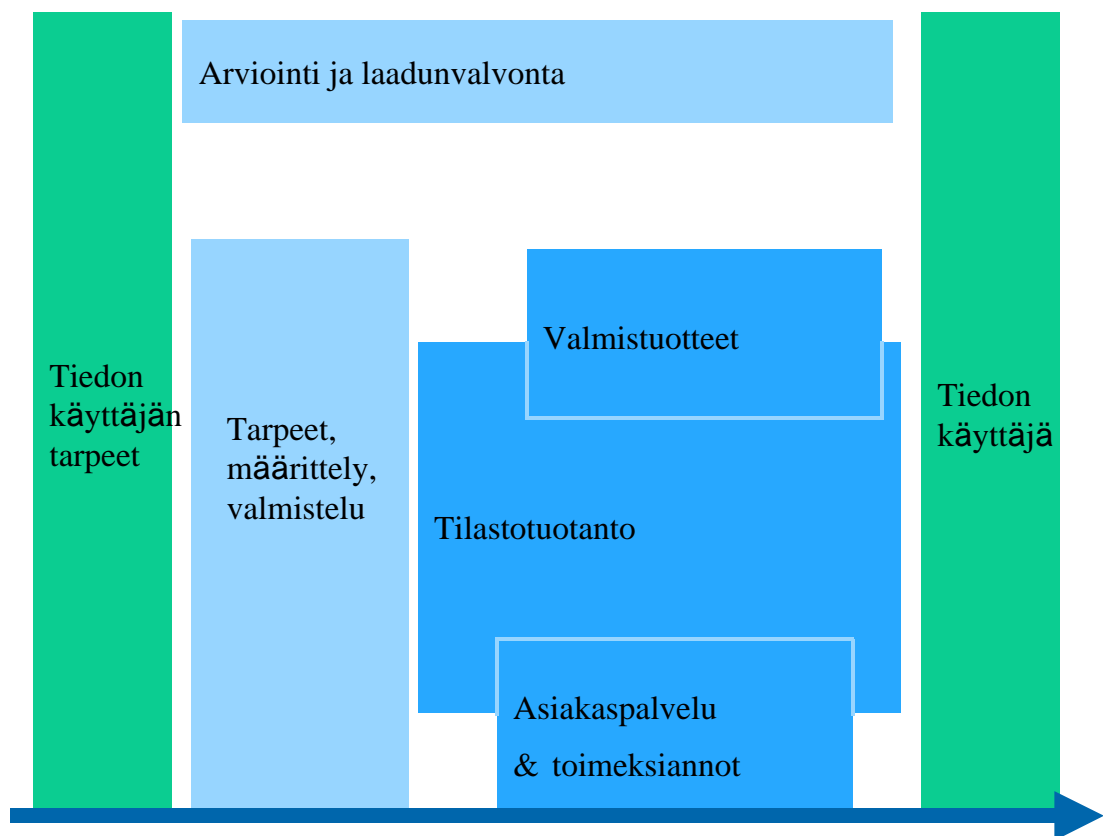 Arviointi ja laadunvalvonta
Tiedon
käyttäjän
tarpeet
Tarpeet,
määrittely,
valmistelu
Valmistuotteet
Tilastotuotanto
Asiakaspalvelu
& toimeksiannot
Tiedon
käyttäjä